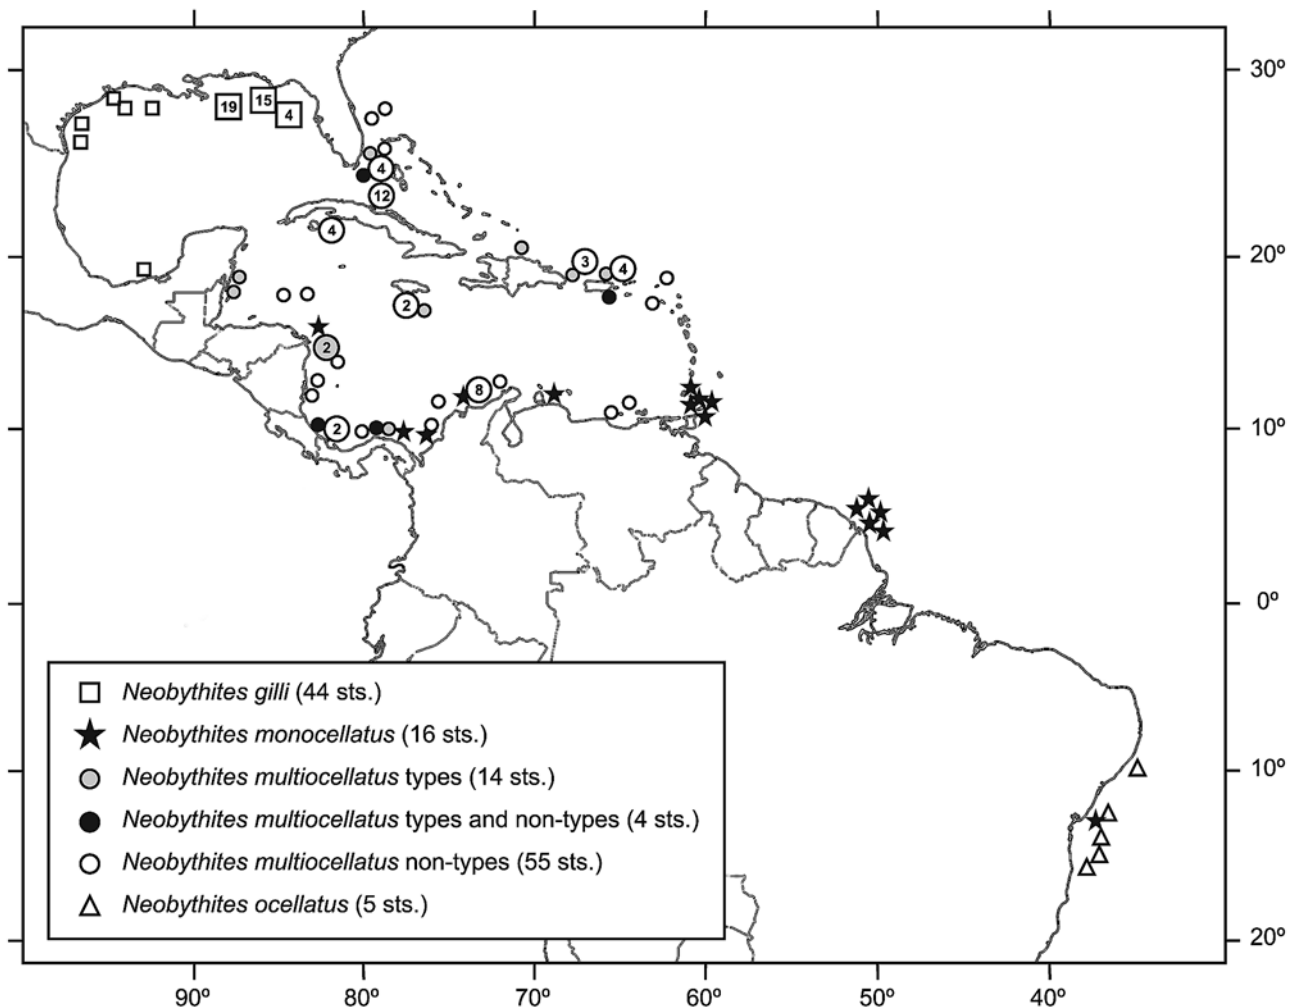 30º
19
15
4
4
12
4
20º
3
4
2
2
8
2
10º
0º
Neobythites gilli (44 sts.)
Neobythites monocellatus (16 sts.)
Neobythites multiocellatus types (14 sts.)
Neobythites multiocellatus types and non-types (4 sts.)
Neobythites multiocellatus non-types (55 sts.)
Neobythites ocellatus (5 sts.)
10º
20º
90º 80º 70º 60º 50º 40º